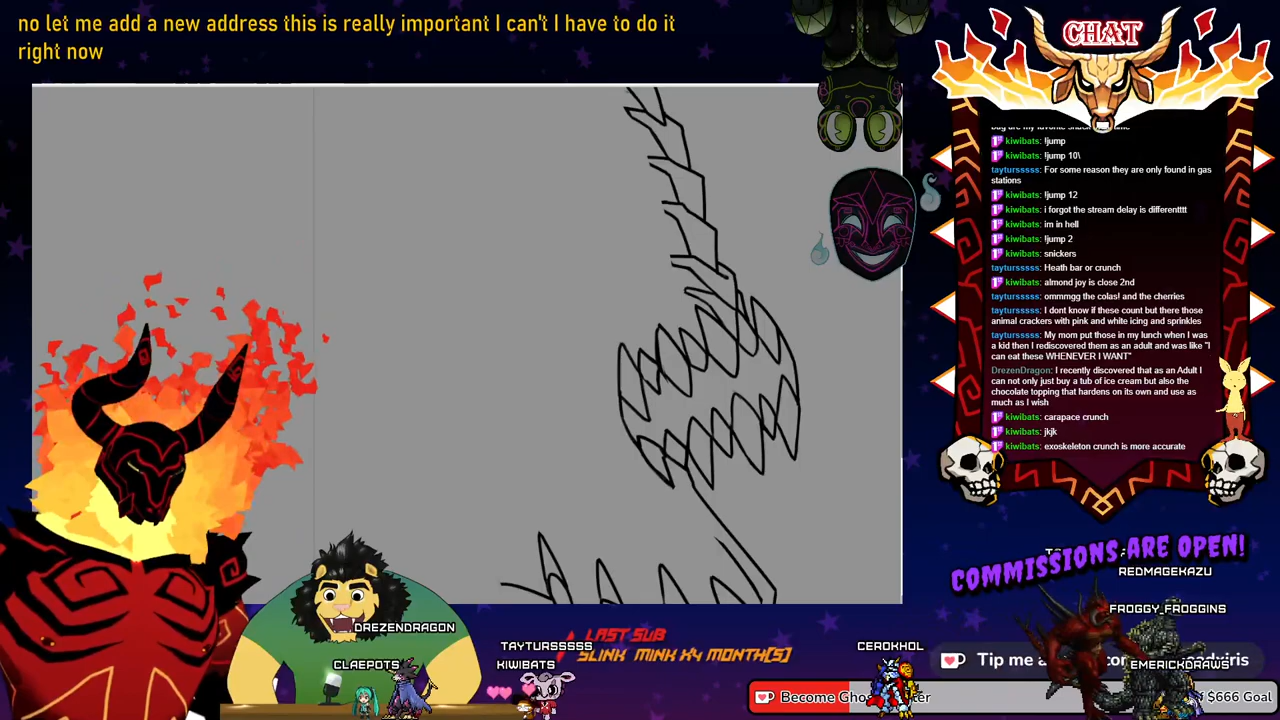 no let me add a new address this is really important I can't I have to do it
right now
CHAT
kiwibats: !jump
kiwibats: !jump 10\
taytursssss: For some reason they are only found in gas
stations
kiwibats: !jump 12
kiwibats: i forgot the stream delay is differentttt
kiwibats: im in hell
kiwibats: !jump 2
kiwibats: snickers
taytursssss: Heath bar or crunch
kiwibats: almond joy is close 2nd
taytursssss: ommmgg the colas! and the cherries
taytursssss: I dont know if these count but there those
animal crackers with pink and white icing and sprinkles
taytursssss: My mom put those in my lunch when I was
a kid then I rediscovered them as an adult and was like "I
can eat these WHENEVER I WANT"
DrezenDragon: I recently discovered that as an Adult I
can not only just buy a tub of ice cream but also the
chocolate topping that hardens on its own and use as
much as I wish
kiwibats: carapace crunch
kiwibats: jkjk
kiwibats: exoskeleton crunch is more accurate
COMMISSIONS ARE OPEN!
REDMAGEKAZU
FROGGY_FROGGINS
DREZENDRAGON
LAST SUB
TAYTURSSSSS
SLINK_MINK X4 MONTH(S)
CEROKHOL
CLAEPOTS
KIWIBATS
Tip me
EMERICKDRAWS
Become
$666 Goal